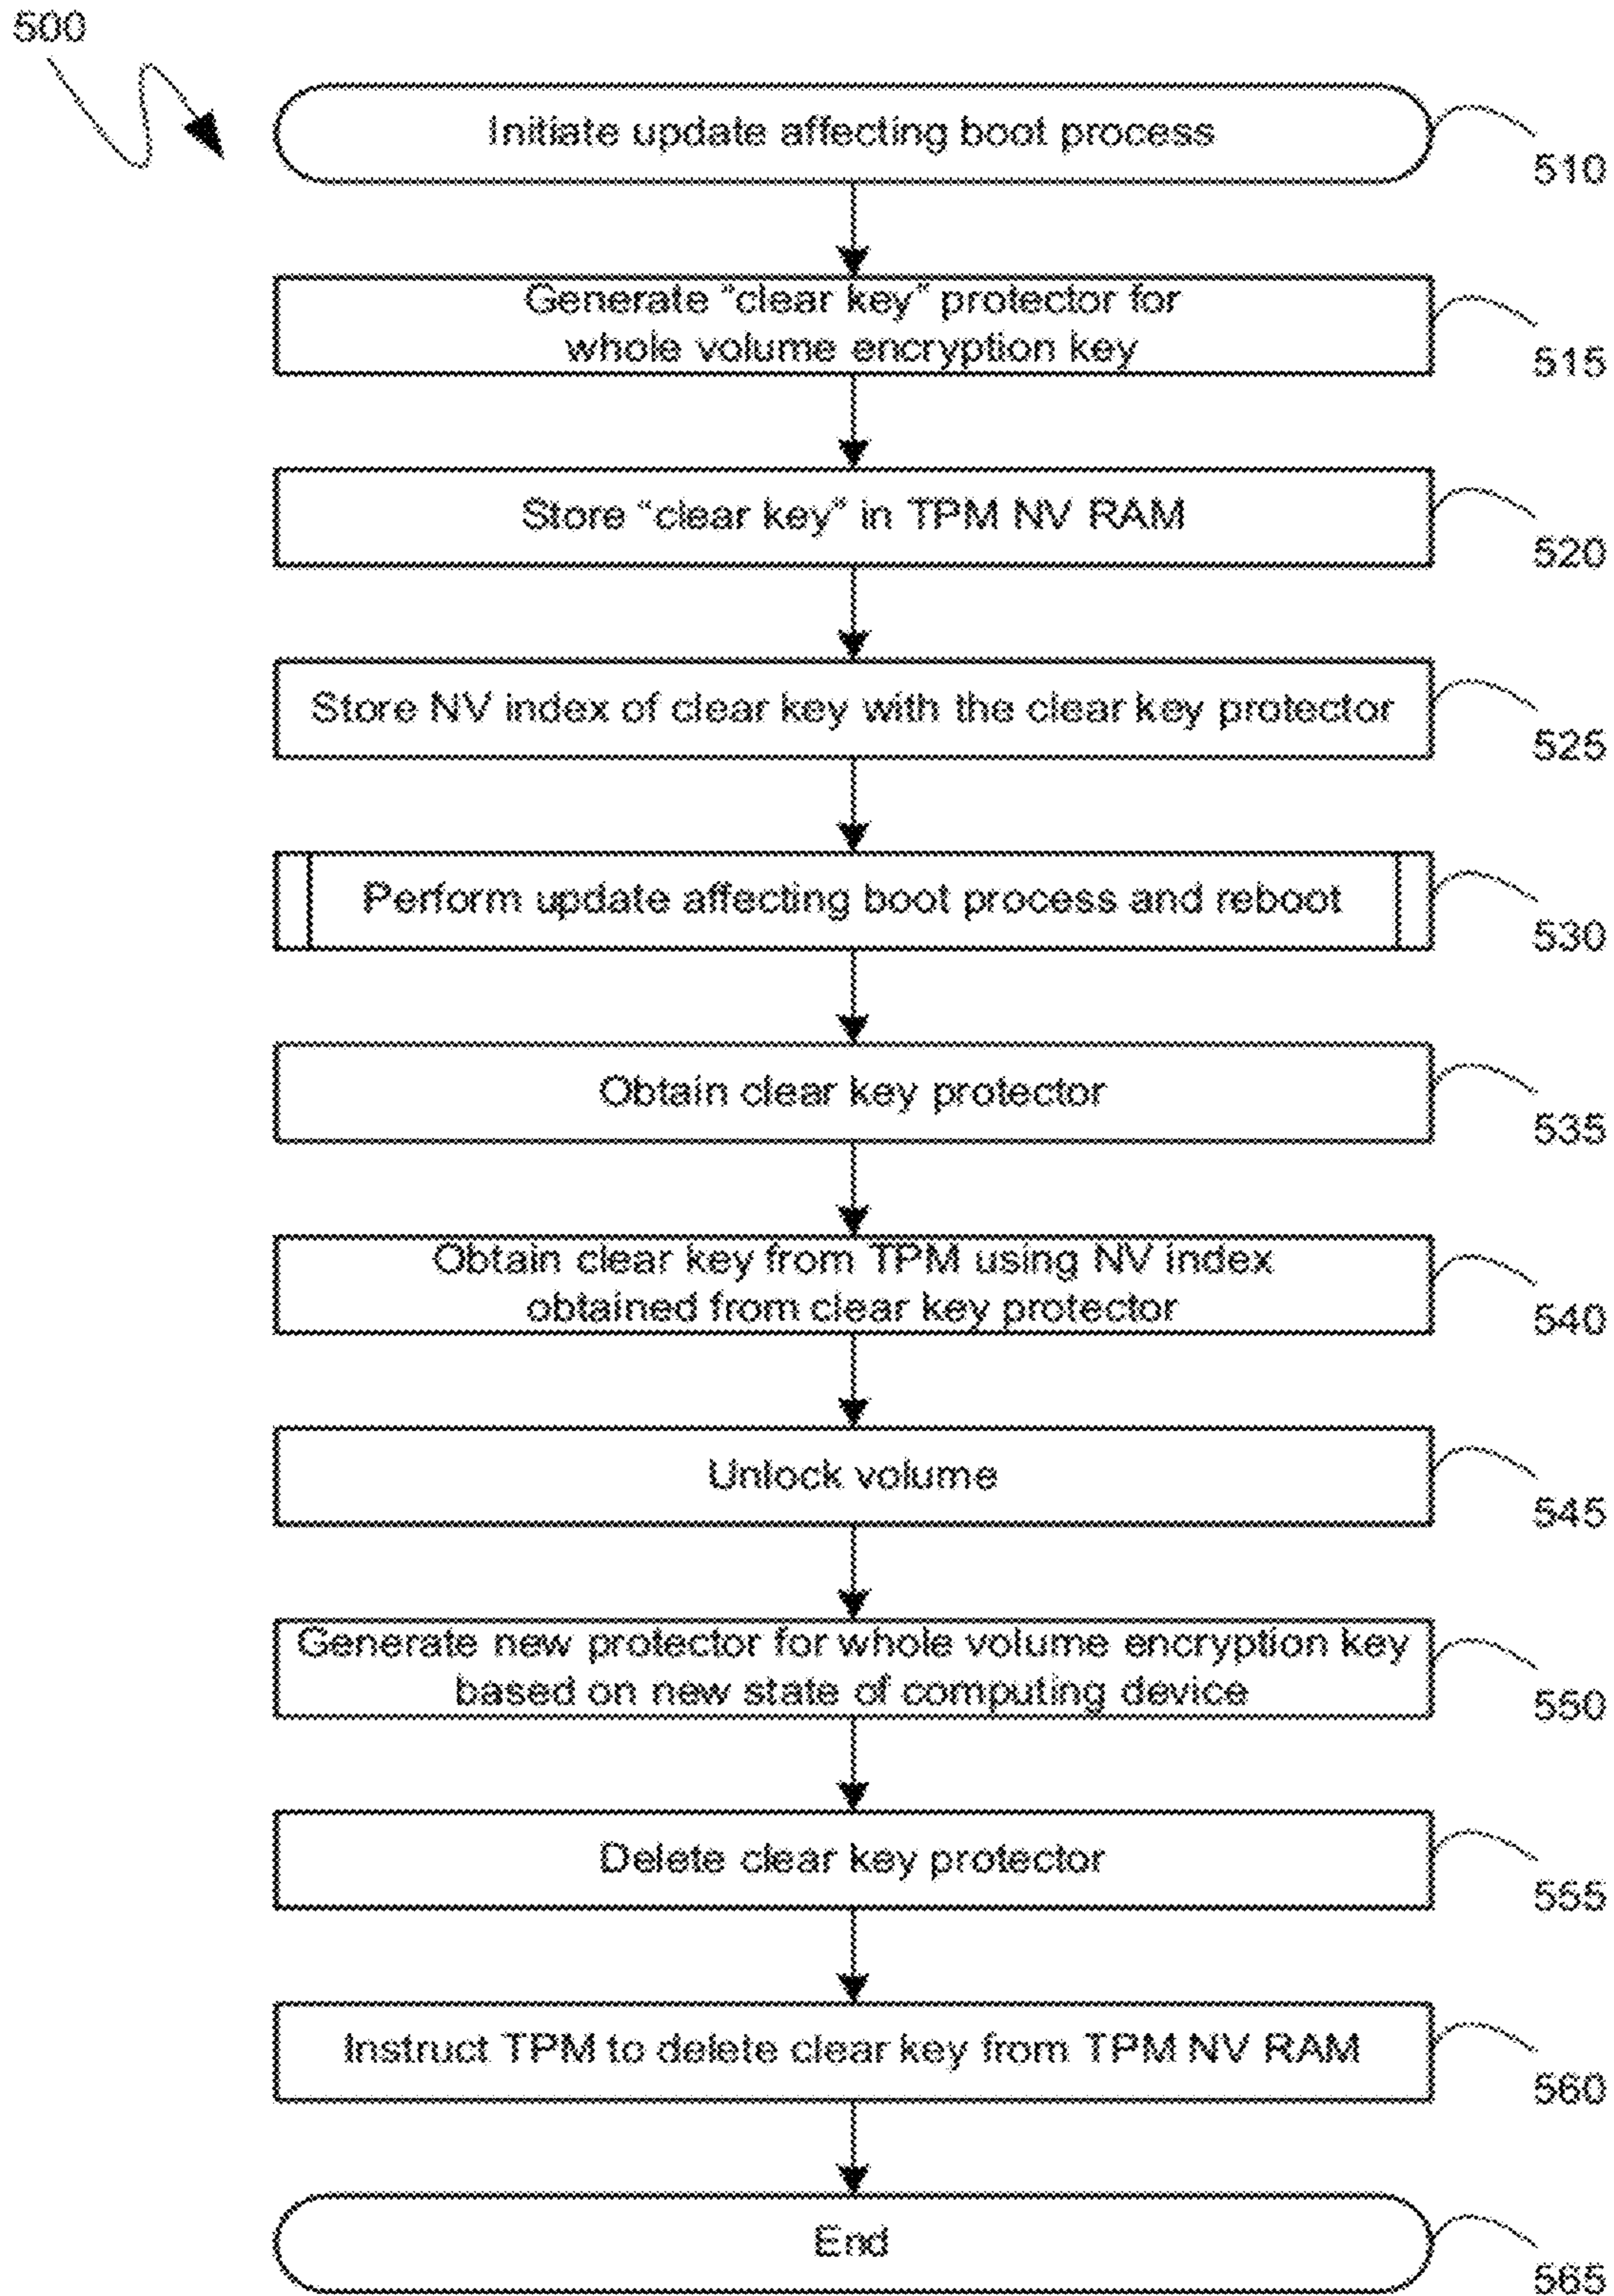 500
Initiate update affecting boot process
510
Generate "clear key" protector for
whole volume encryption key
515
Store "clear key" in TPM NV RAM
520
Store NV index of clear key with the clear key protector
525
Perform update affecting boot process and reboot
530
Obtain clear key protector
535
Obtain clear key from TPM using NV index
obtained from clear key protector
540
Unlock volume
545
Generate new protector for whole volume encryption key
based on new state of computing device
550
Delete clear key protector
555
Instruct TPM to delete clear key from TPM NV RAM
560
End
565